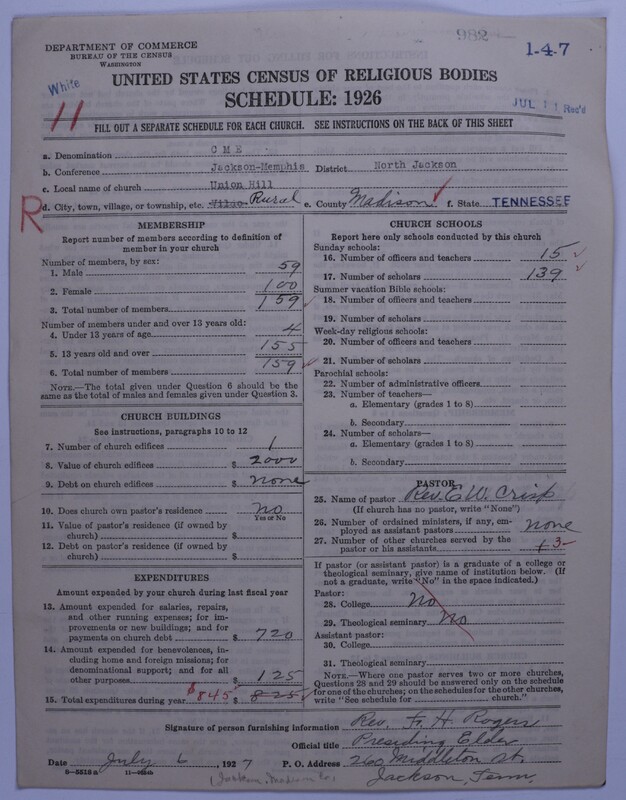 982
1-4-7
DEPARTMENT OF COMMERCE
BUREAU OF THE CENSUS
WASHINGTON
White
UNITED STATES CENSUS OF RELIGIOUS BODIES
SCHEDULE: 1926
11
JUL 11 Rec'd
FILL OUT A SEPARATE SCHEDULE FOR EACH CHURCH. SEE INSTRUCTIONS ON THE BACK OF THIS SHEET
a. Denomination C M E
b. Conference Jackson-Memphis District North Jackson
c. Local name of church Union Hill
R
d. City, town, village, or township, etc. Rural e. County Madison f. State TENNESSEE
MEMBERSHIP
Report number of members according to definition of
member in your church
Number of members, by sex:
1. Male 59
2. Female 100
3. Total number of members 159
Number of members under and over 13 years old:
4. Under 13 years of age 4
5. 13 years old and over 155
6. Total number of members 159
NOTE.—The total given under Question 6 should be the
same as the total of males and females given under Question 3.
CHURCH BUILDINGS
See instructions, paragraphs 10 to 12
7. Number of church edifices 1
8. Value of church edifices $ 2000
9. Debt on church edifices $ none
10. Does church own pastor's residence No
Yes or No
11. Value of pastor's residence (if owned by
church) $
12. Debt on pastor's residence (if owned by
church) $
EXPENDITURES
Amount expended by your church during last fiscal year
13. Amount expended for salaries, repairs,
and other running expenses; for im-
provements or new buildings; and for
payments on church debt $ 720
14. Amount expended for benevolences, in-
cluding home and foreign missions; for
denominational support; and for all
other purposes $ 125
15. Total expenditures during year $845 $ 825
CHURCH SCHOOLS
Report here only schools conducted by this church
Sunday schools:
16. Number of officers and teachers 15
17. Number of scholars 139
Summer vacation Bible schools:
18. Number of officers and teachers
19. Number of scholars
Week-day religious schools:
20. Number of officers and teachers
21. Number of scholars
Parochial schools:
22. Number of administrative officers
23. Number of teachers—
a. Elementary (grades 1 to 8)
b. Secondary
24. Number of scholars—
a. Elementary (grades 1 to 8)
b. Secondary
PASTOR
25. Name of pastor Rev. E. W. Crisp
(If church has no pastor, write "None")
26. Number of ordained ministers, if any, em-
ployed as assistant pastors none
27. Number of other churches served by the
pastor or his assistants 3
If pastor (or assistant pastor) is a graduate of a college or
theological seminary, give name of institution below. (If
not a graduate, write "No" in the space indicated.)
Pastor:
28. College No
29. Theological seminary No
Assistant pastor:
30. College
31. Theological seminary
NOTE.—Where one pastor serves two or more churches,
Questions 28 and 29 should be answered only on the schedule
for one of the churches; on the schedules for the other churches,
write "See schedule for church."
Signature of person furnishing information Rev. F. H. Rogers
Official title Presiding Elder
Date July 6, 1927 P. O. Address 260 Middleton St.
(Jackson, Madison Co.) Jackson, Tenn.